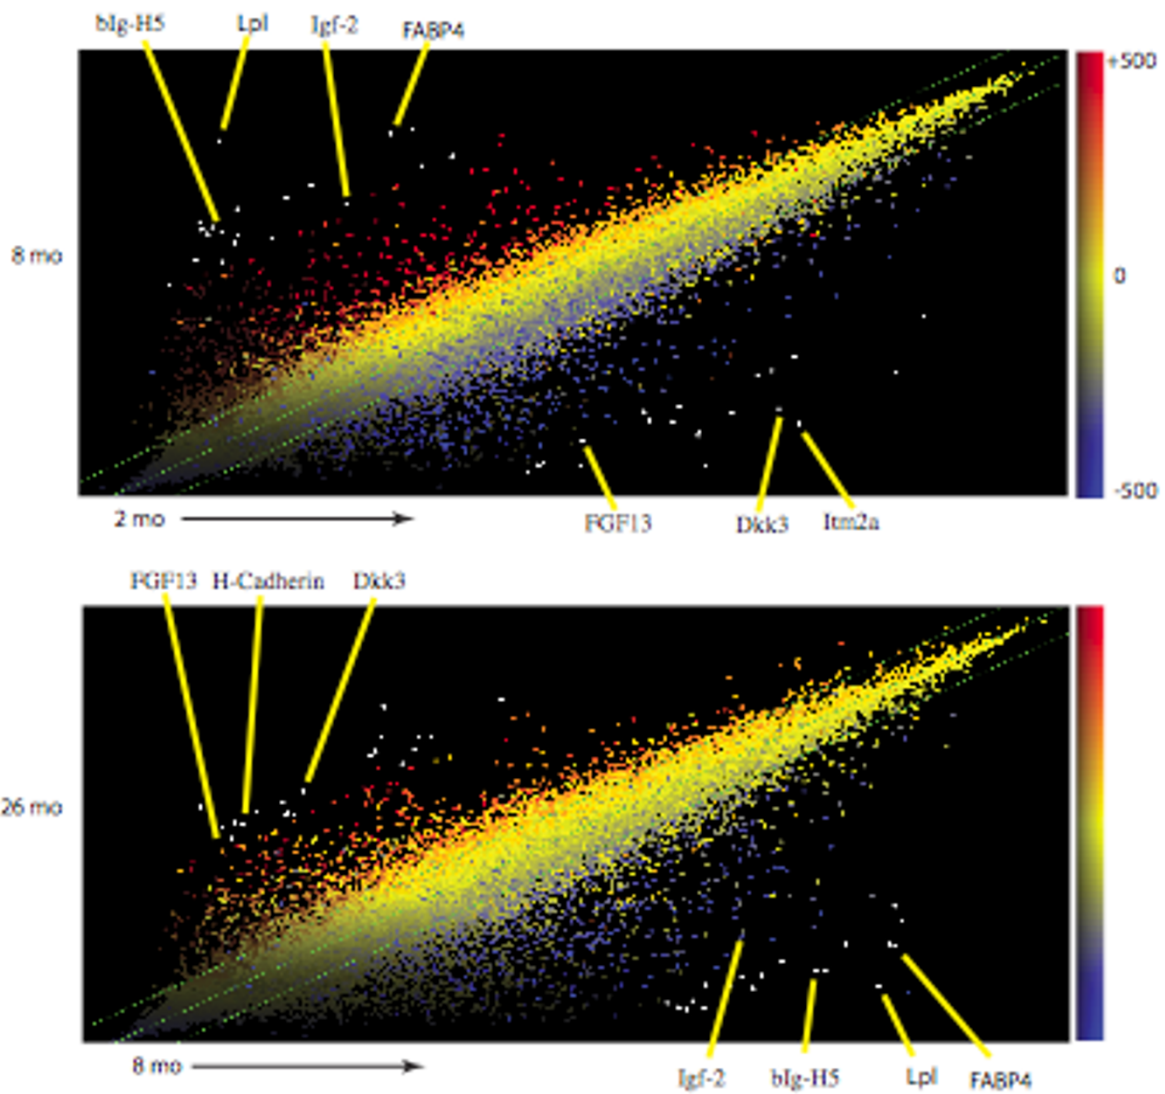 bIg-H5 Lpl Igf-2 FABP4
+500
8 mo
0
-500
2 mo
FGF13 Dkk3 Itm2a
FGF13 H-Cadherin Dkk3
26 mo
8 mo
Igf-2 bIg-H5 Lpl FABP4